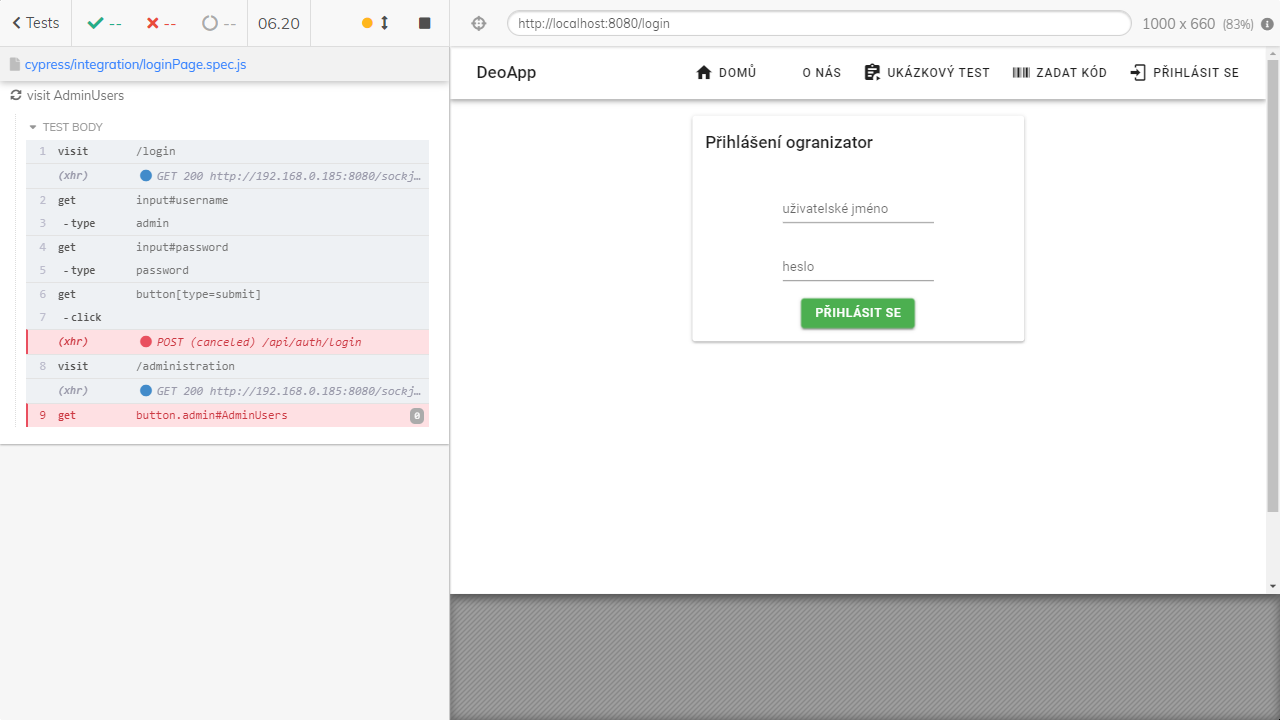 Tests
--
--
--
06.20
http://localhost:8080/login
1000 x 660 (83%)
cypress/integration/loginPage.spec.js
visit AdminUsers
TEST BODY
1 visit /login
(xhr) GET 200 http://192.168.0.185:8080/sockj…
2 get input#username
3 -type admin
4 get input#password
5 -type password
6 get button[type=submit]
7 -click
(xhr) POST (canceled) /api/auth/login
8 visit /administration
(xhr) GET 200 http://192.168.0.185:8080/sockj…
9 get button.admin#AdminUsers 0
DeoApp
DOMŮ
O NÁS
UKÁZKOVÝ TEST
ZADAT KÓD
PŘIHLÁSIT SE
Přihlášení ogranizator
uživatelské jméno
heslo
PŘIHLÁSIT SE